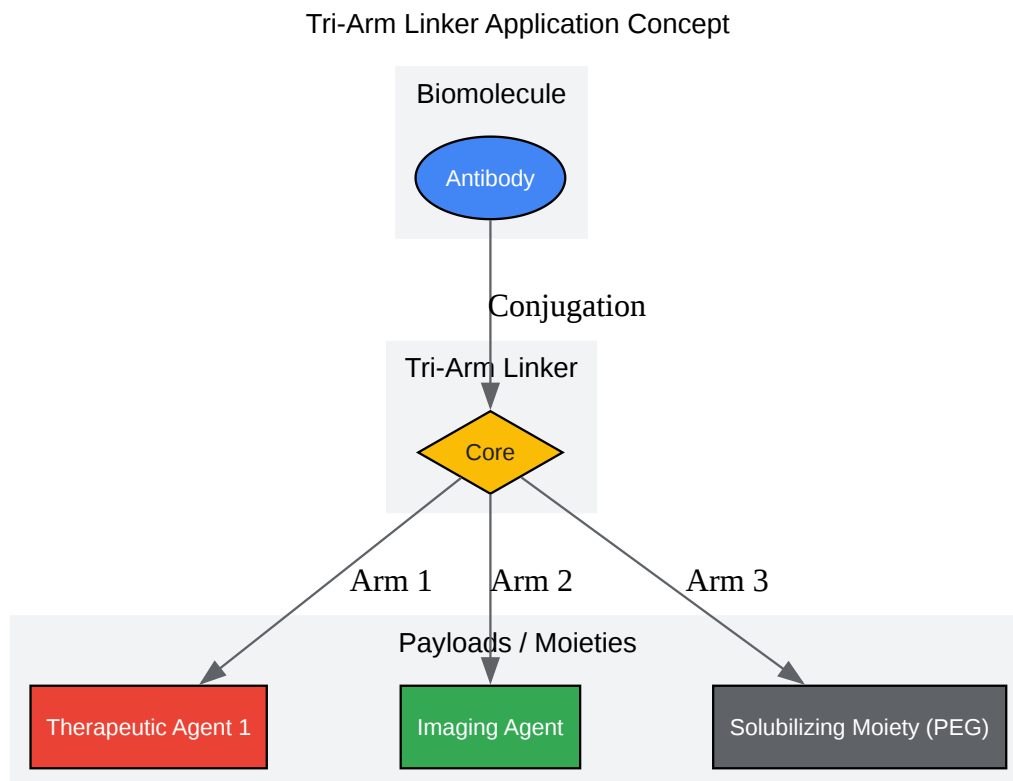 Tri-Arm Linker Application Concept
Biomolecule
Antibody
Conjugation
Tri-Arm Linker
Core
Arm 1
Arm 2
Arm 3
Payloads / Moieties
Therapeutic Agent 1
Imaging Agent
Solubilizing Moiety (PEG)